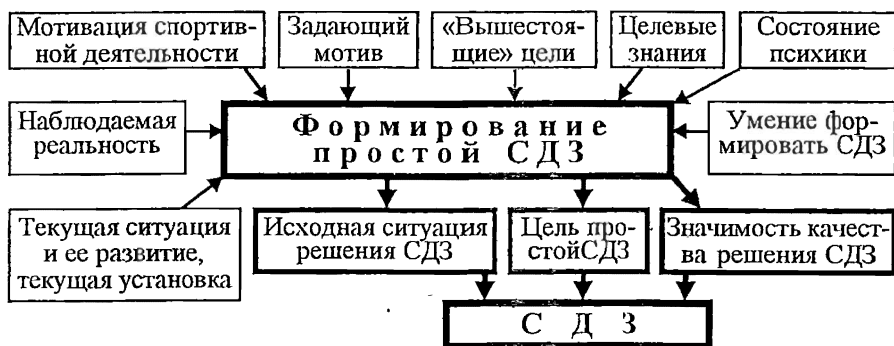 Мотивация спортив-
ной деятельности
Задающий
мотив
«Вышестоя-
щие» цели
Целевые
знания
Состояние
психики
Наблюдаемая
реальность
Формирование
простой СДЗ
Умение фор-
мировать СДЗ
Текущая ситуация
и ее развитие,
текущая установка
Исходная ситуация
решения СДЗ
Цель про-
стойСДЗ
Значимость качест-
ва решения СДЗ
С Д З